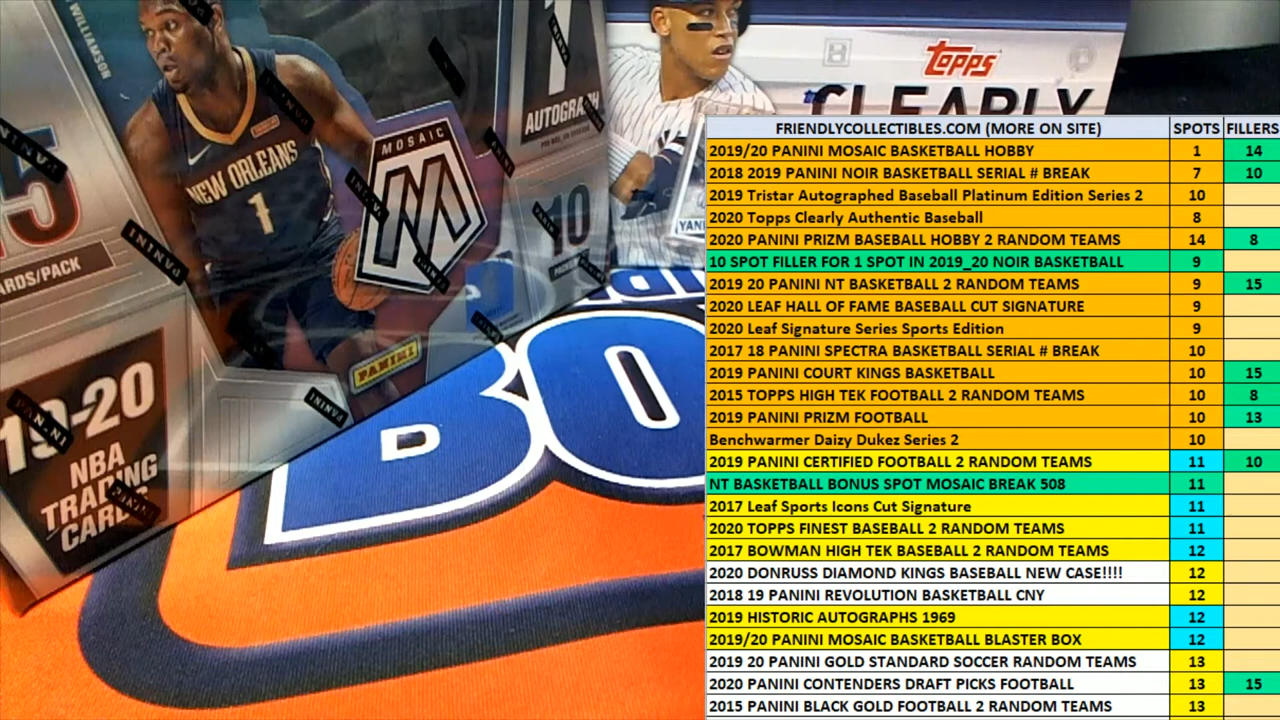 WILLIAMSON
NEW ORLEANS
1
MOSAIC
M
PANINI
1
AUTOGRAPH
10
15
CARDS/PACK
19-20
NBA
TRADING
CARDS
PANINI
PANINI
PANINI
topps
CLEARLY
BO
FRIENDLYCOLLECTIBLES.COM (MORE ON SITE) SPOTS FILLERS
2019/20 PANINI MOSAIC BASKETBALL HOBBY 1 14
2018 2019 PANINI NOIR BASKETBALL SERIAL # BREAK 7 10
2019 Tristar Autographed Baseball Platinum Edition Series 2 10
2020 Topps Clearly Authentic Baseball 8
2020 PANINI PRIZM BASEBALL HOBBY 2 RANDOM TEAMS 14 8
10 SPOT FILLER FOR 1 SPOT IN 2019_20 NOIR BASKETBALL 9
2019 20 PANINI NT BASKETBALL 2 RANDOM TEAMS 9 15
2020 LEAF HALL OF FAME BASEBALL CUT SIGNATURE 9
2020 Leaf Signature Series Sports Edition 9
2017 18 PANINI SPECTRA BASKETBALL SERIAL # BREAK 10
2019 PANINI COURT KINGS BASKETBALL 10 15
2015 TOPPS HIGH TEK FOOTBALL 2 RANDOM TEAMS 10 8
2019 PANINI PRIZM FOOTBALL 10 13
Benchwarmer Daizy Dukez Series 2 10
2019 PANINI CERTIFIED FOOTBALL 2 RANDOM TEAMS 11 10
NT BASKETBALL BONUS SPOT MOSAIC BREAK 508 11
2017 Leaf Sports Icons Cut Signature 11
2020 TOPPS FINEST BASEBALL 2 RANDOM TEAMS 11
2017 BOWMAN HIGH TEK BASEBALL 2 RANDOM TEAMS 12
2020 DONRUSS DIAMOND KINGS BASEBALL NEW CASE!!!! 12
2018 19 PANINI REVOLUTION BASKETBALL CNY 12
2019 HISTORIC AUTOGRAPHS 1969 12
2019/20 PANINI MOSAIC BASKETBALL BLASTER BOX 12
2019 20 PANINI GOLD STANDARD SOCCER RANDOM TEAMS 13
2020 PANINI CONTENDERS DRAFT PICKS FOOTBALL 13 15
2015 PANINI BLACK GOLD FOOTBALL 2 RANDOM TEAMS 13